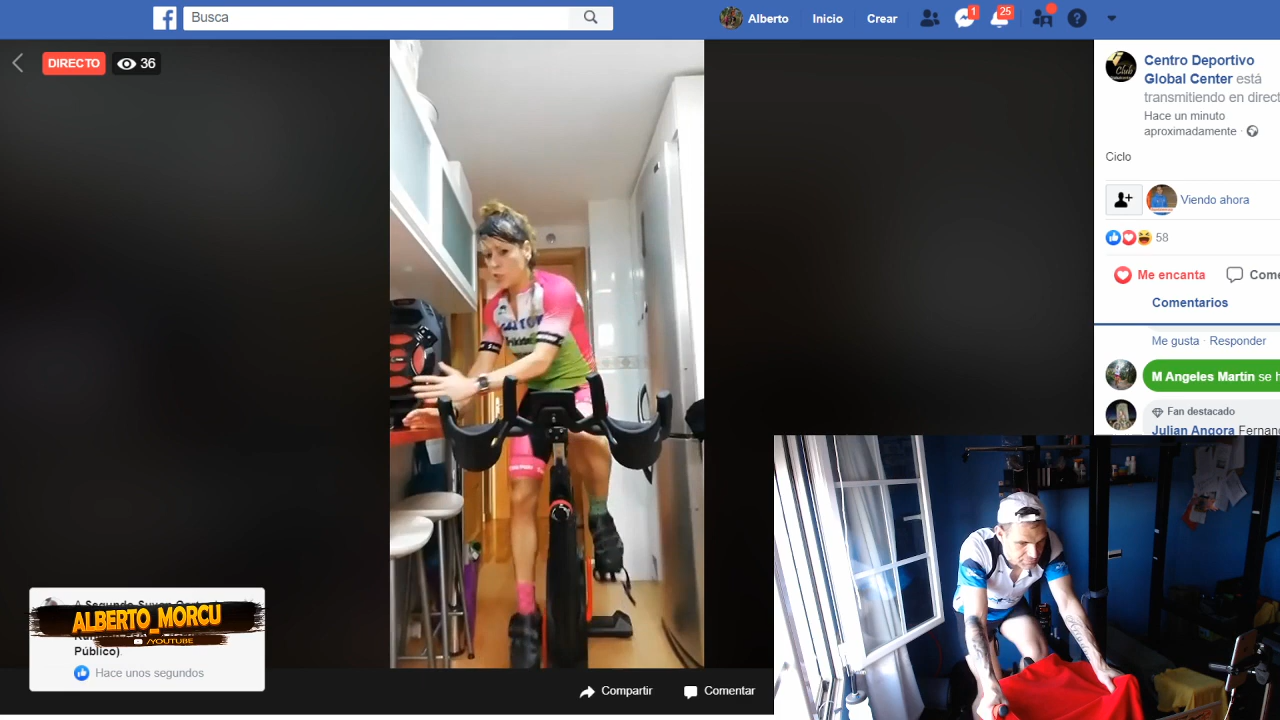 Busca
Alberto
Inicio
Crear
1
25
DIRECTO
36
Centro Deportivo
Global Center está
transmitiendo en direct
Hace un minuto
aproximadamente ·
Ciclo
Viendo ahora
58
Me encanta
Come
Comentarios
Me gusta · Responder
M Angeles Martín se h
Fan destacado
Julian Angora Fernan
ALBERTO_MORCU
/YOUTUBE
Público)
Hace unos segundos
Compartir
Comentar